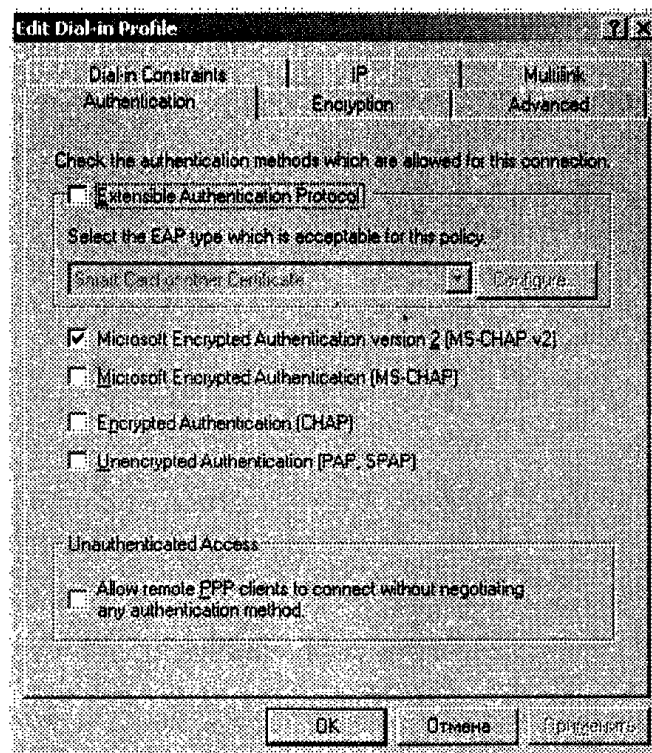 Edit Dial-in Profile
Dial-in Constraints
IP
Multilink
Authentication
Encryption
Advanced
Check the authentication methods which are allowed for this connection.
Extensible Authentication Protocol
Select the EAP type which is acceptable for this policy.
Smart Card or other Certificate
Configure...
Microsoft Encrypted Authentication version 2 (MS-CHAP v2)
Microsoft Encrypted Authentication (MS-CHAP)
Encrypted Authentication (CHAP)
Unencrypted Authentication (PAP, SPAP)
Unauthenticated Access
Allow remote PPP clients to connect without negotiating
any authentication method.
OK
Отмена
Применить